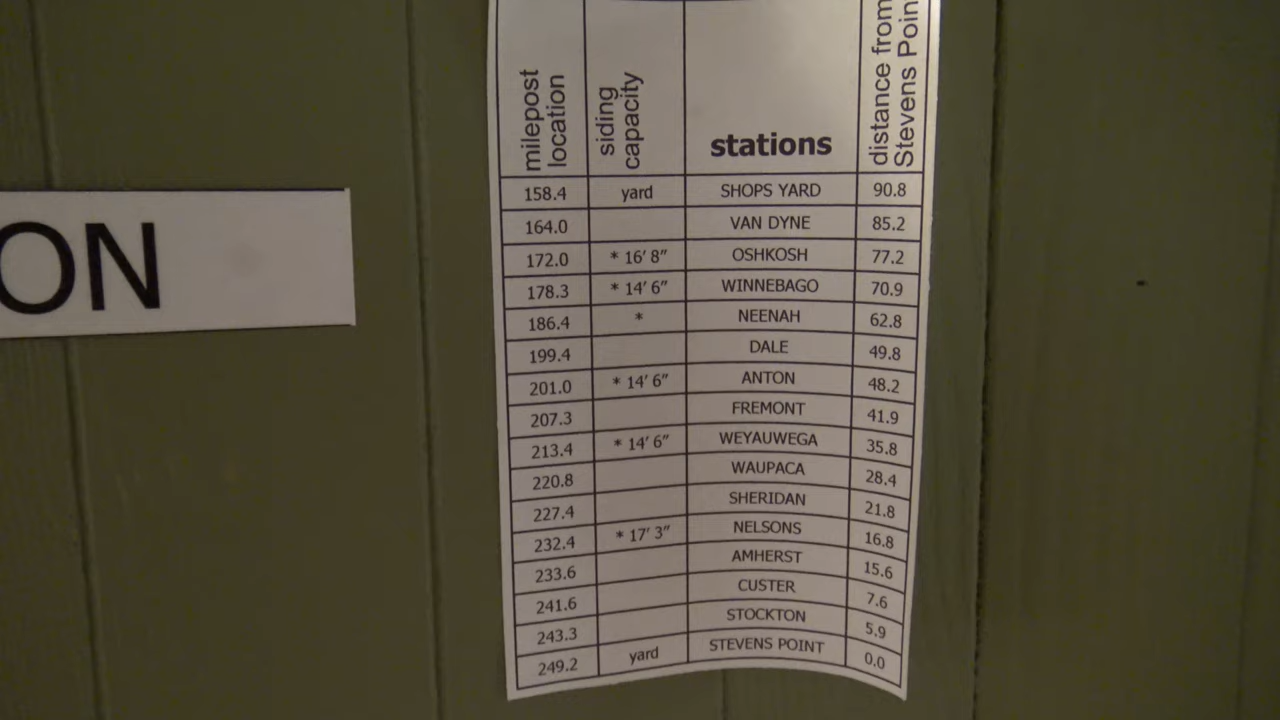 ON
milepost location
siding capacity
stations
distance from Stevens Point
158.4 yard SHOPS YARD 90.8
164.0 VAN DYNE 85.2
172.0 * 16' 8" OSHKOSH 77.2
178.3 * 14' 6" WINNEBAGO 70.9
186.4 * NEENAH 62.8
199.4 DALE 49.8
201.0 * 14' 6" ANTON 48.2
207.3 FREMONT 41.9
213.4 * 14' 6" WEYAUWEGA 35.8
220.8 WAUPACA 28.4
227.4 SHERIDAN 21.8
232.4 * 17' 3" NELSONS 16.8
233.6 AMHERST 15.6
241.6 CUSTER 7.6
243.3 STOCKTON 5.9
249.2 yard STEVENS POINT 0.0